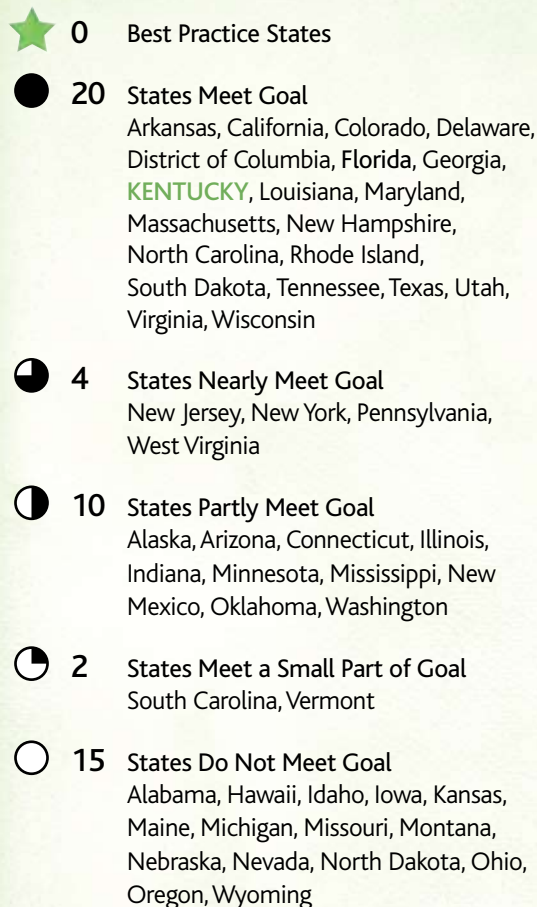 0 Best Practice States
20 States Meet Goal
Arkansas, California, Colorado, Delaware,
District of Columbia, Florida, Georgia,
KENTUCKY, Louisiana, Maryland,
Massachusetts, New Hampshire,
North Carolina, Rhode Island,
South Dakota, Tennessee, Texas, Utah,
Virginia, Wisconsin
4 States Nearly Meet Goal
New Jersey, New York, Pennsylvania,
West Virginia
10 States Partly Meet Goal
Alaska, Arizona, Connecticut, Illinois,
Indiana, Minnesota, Mississippi, New
Mexico, Oklahoma, Washington
2 States Meet a Small Part of Goal
South Carolina, Vermont
15 States Do Not Meet Goal
Alabama, Hawaii, Idaho, Iowa, Kansas,
Maine, Michigan, Missouri, Montana,
Nebraska, Nevada, North Dakota, Ohio,
Oregon, Wyoming